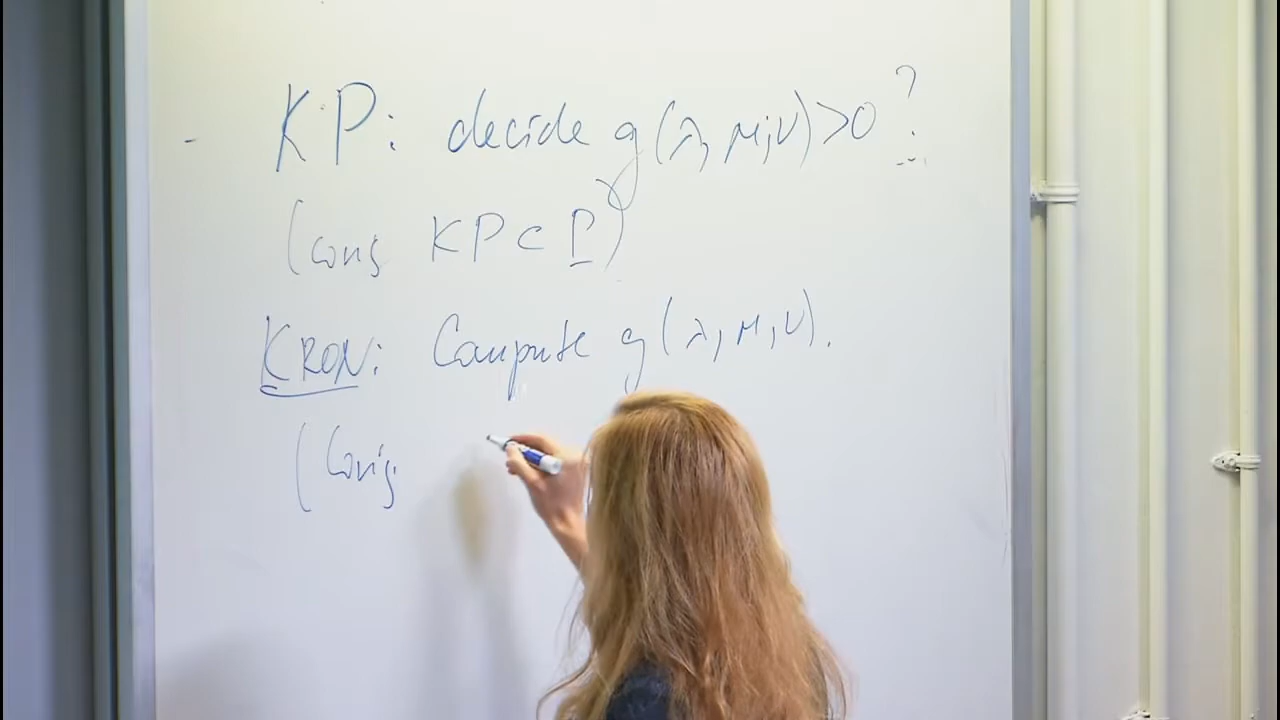 - KP: decide g(λ, μ, ν) > 0 ?
(conj KP ⊂ P)
KRON: Compute g(λ, μ, ν).
(Conj